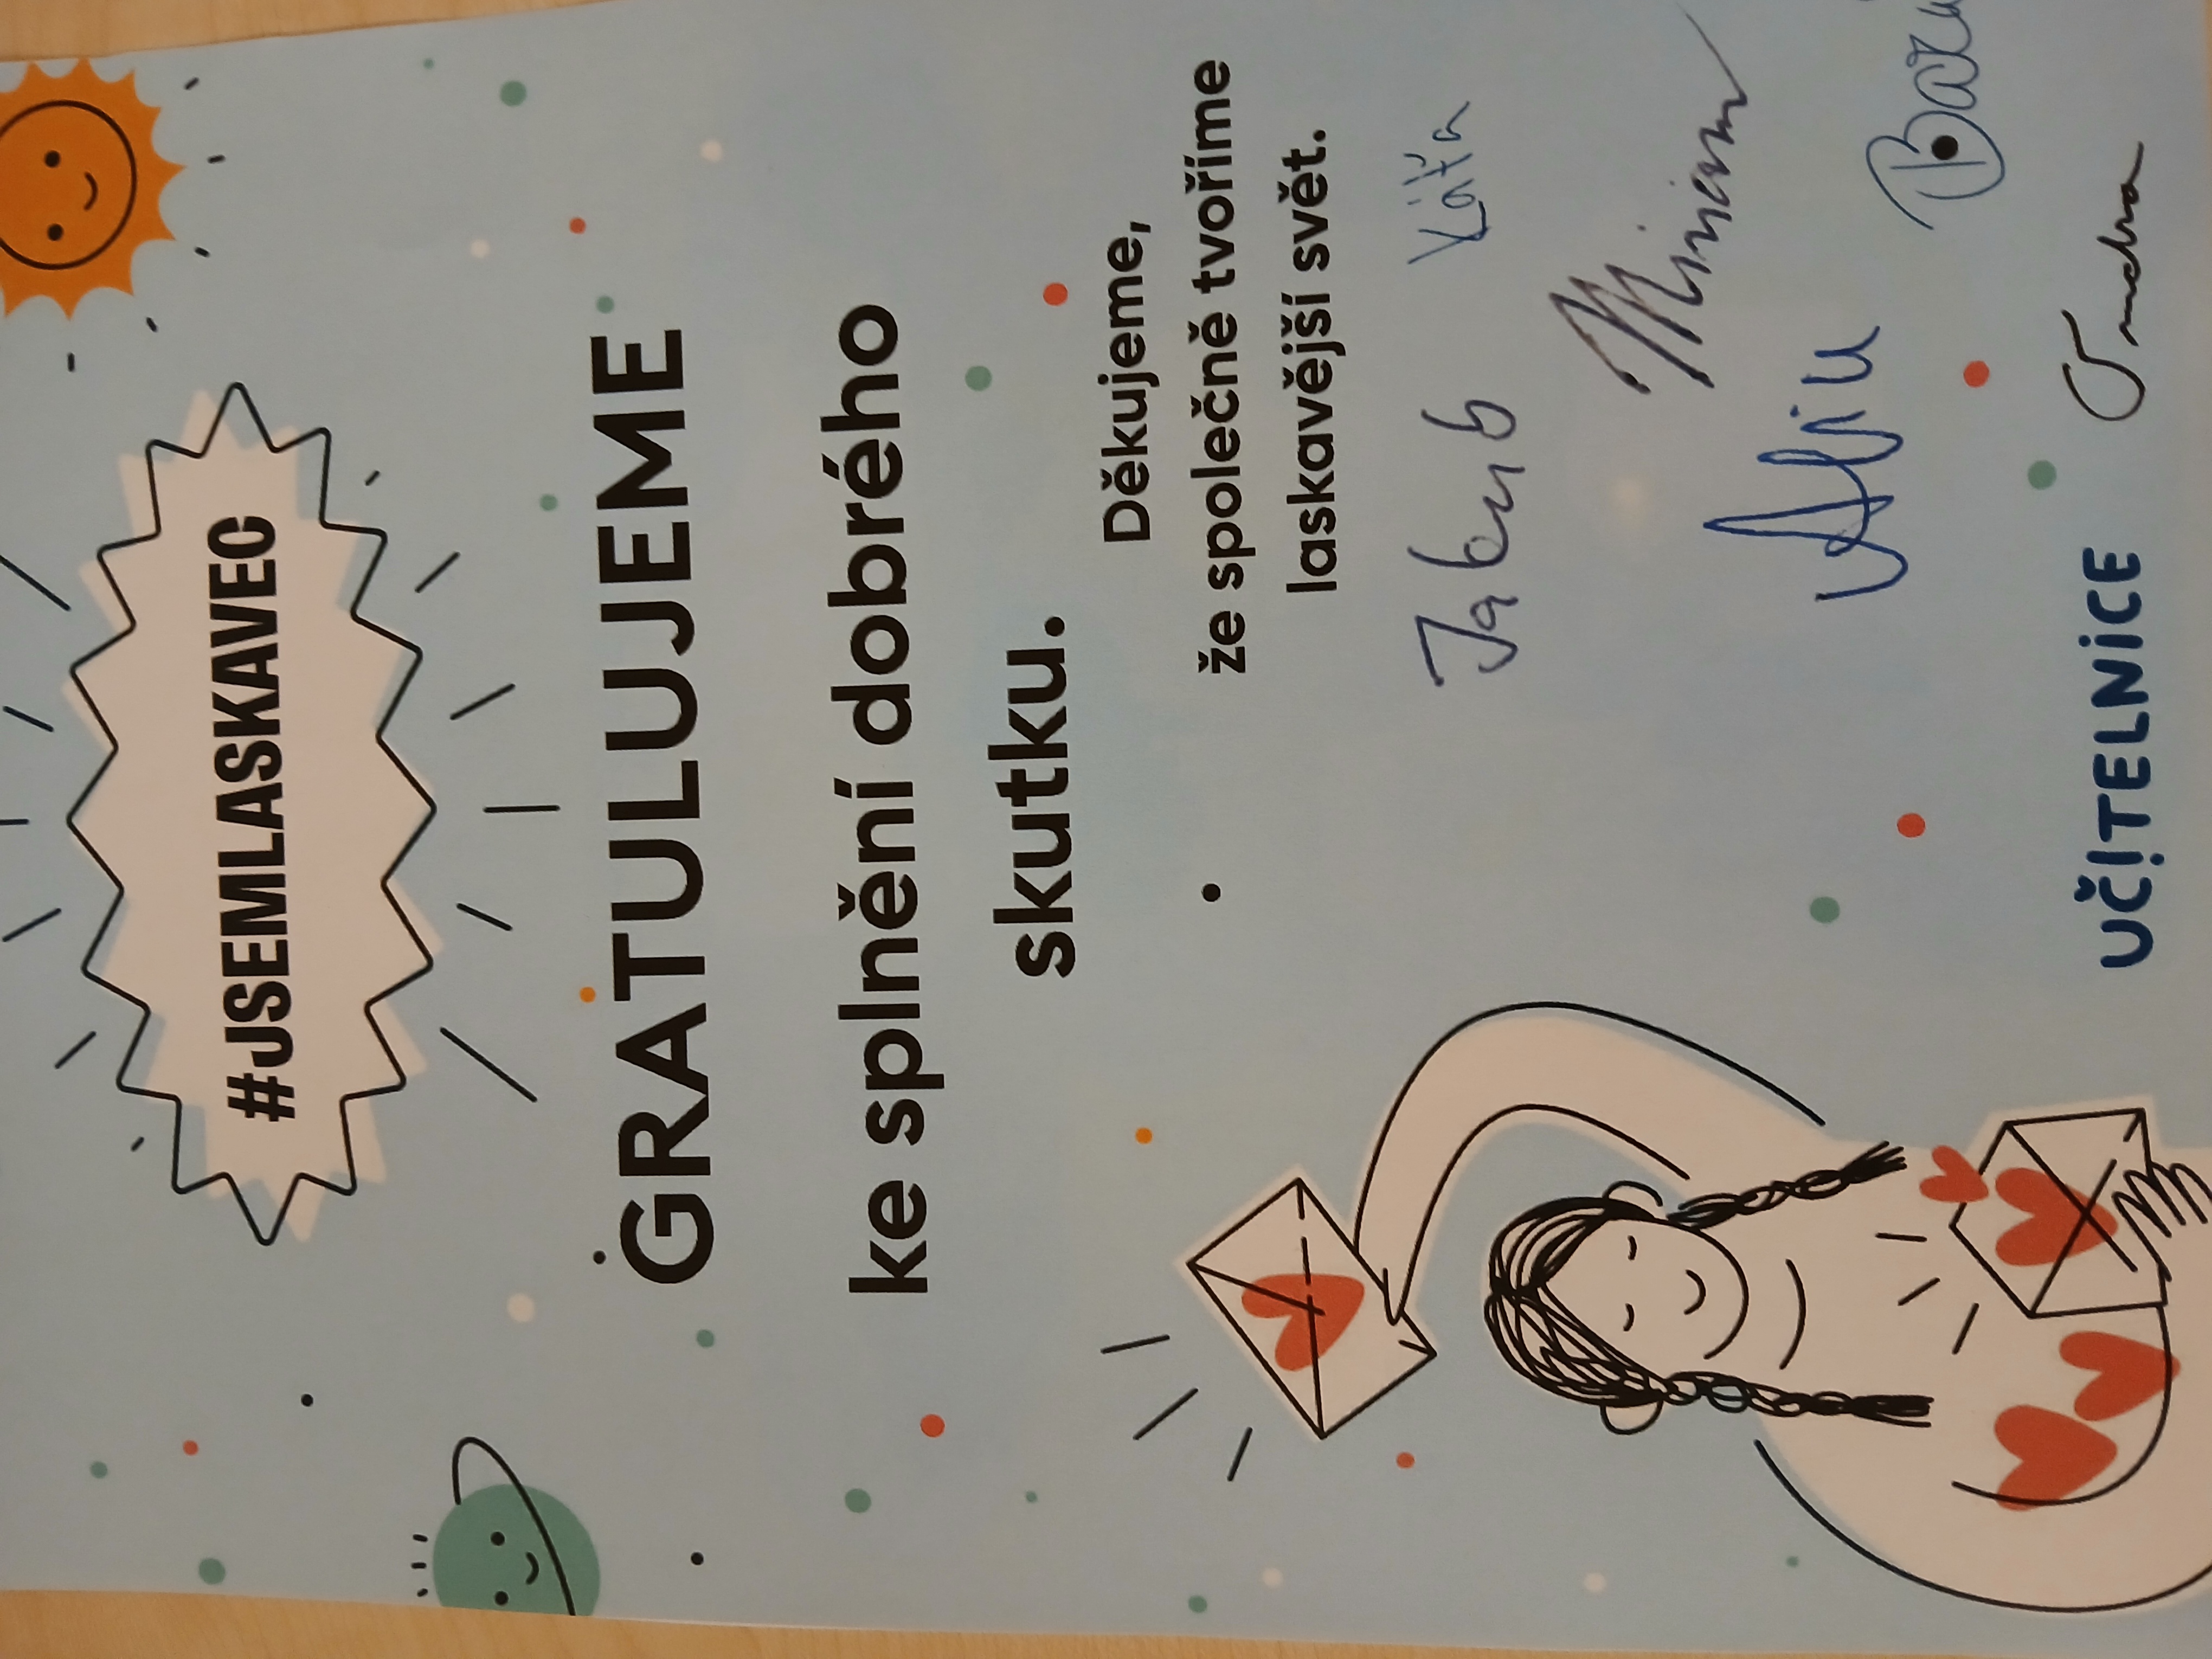 #JSEMLASKAVEC
GRATULUJEME
ke splnění dobrého
skutku.
Děkujeme,
že společně tvoříme
laskavější svět.
Jakub Káťa
Miriam
UČITELNICE